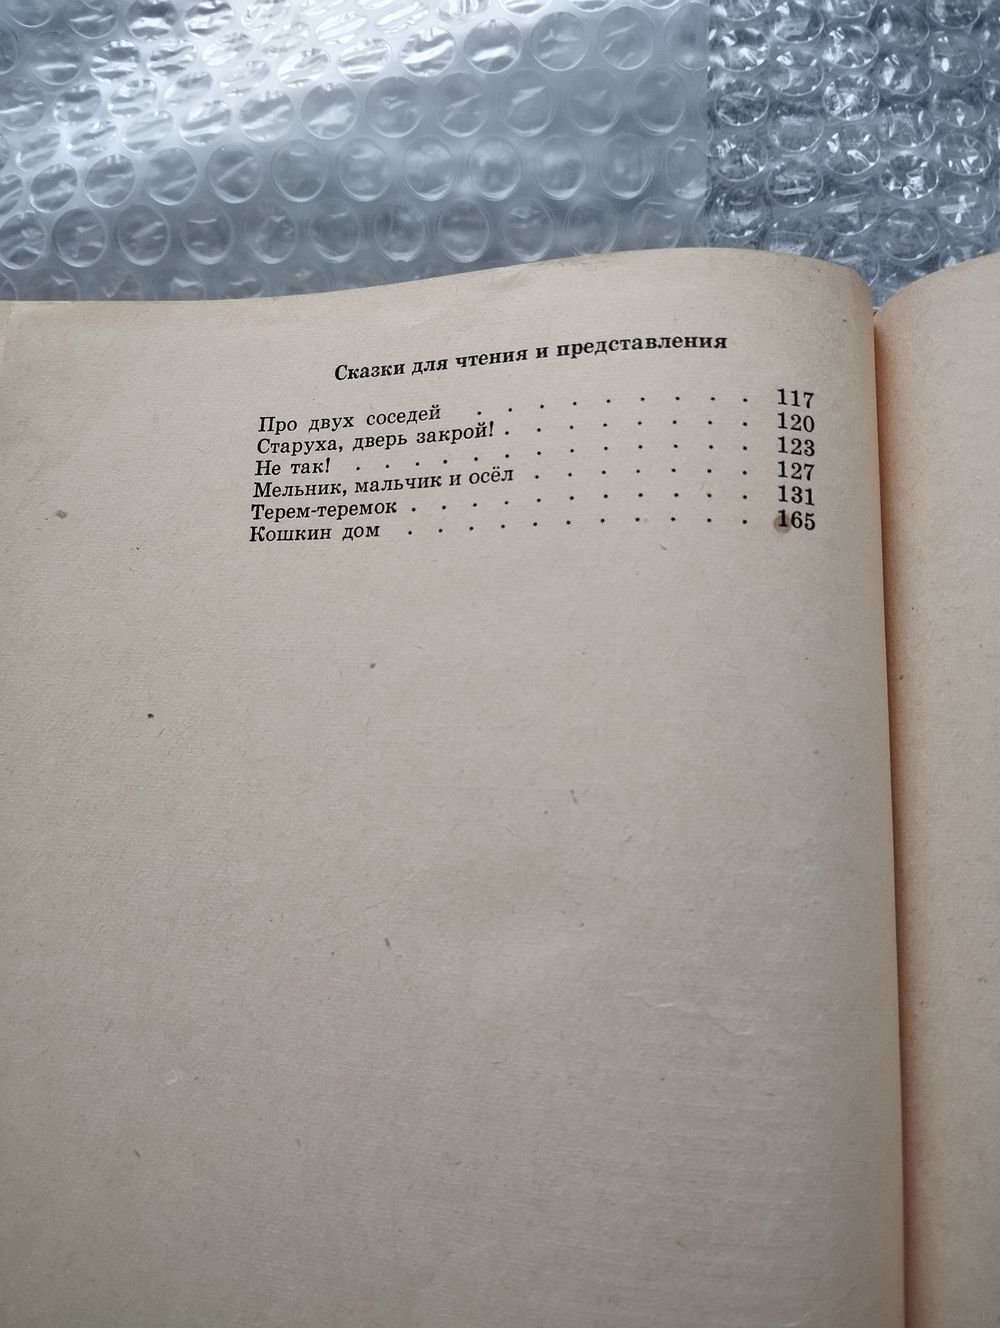 Сказки для чтения и представления
Про двух соседей . . . . . . . . . 117
Старуха, дверь закрой! . . . . . . . . 120
Не так! . . . . . . . . . . . . . 123
Мельник, мальчик и осёл . . . . . . . 127
Терем-теремок . . . . . . . . . . . 131
Кошкин дом . . . . . . . . . . . 165